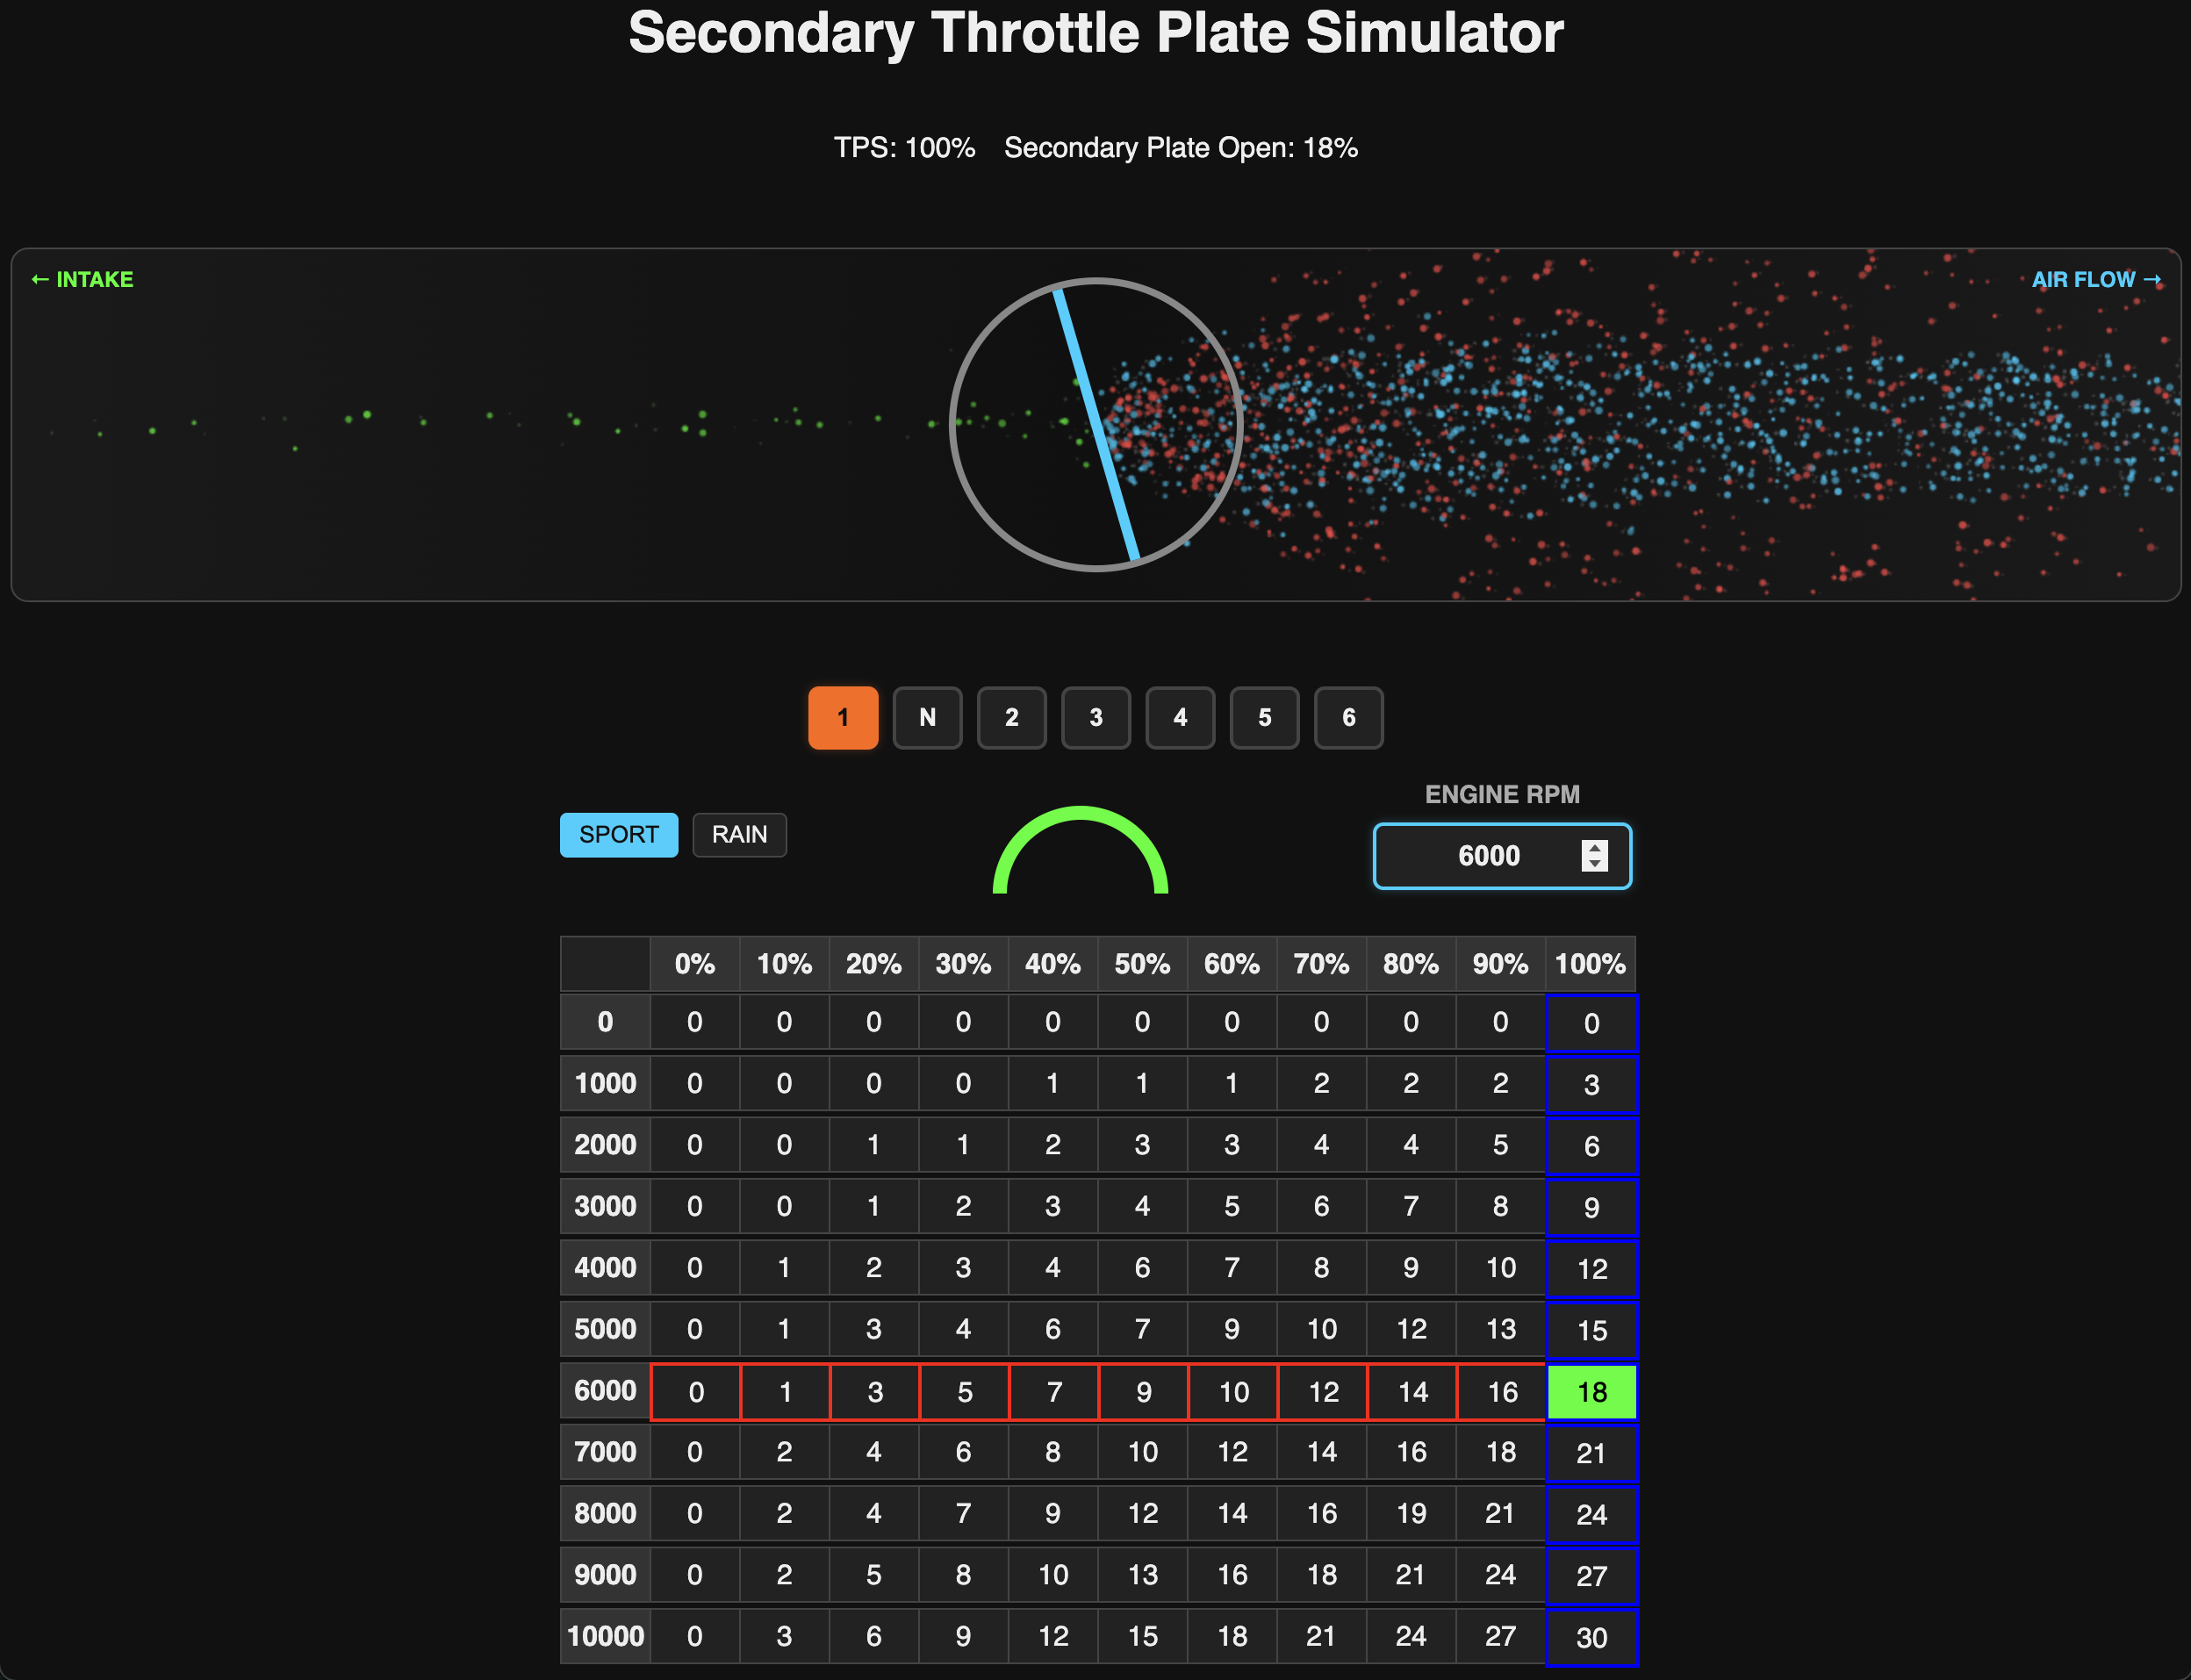 Secondary Throttle Plate Simulator
TPS: 100% Secondary Plate Open: 18%
← INTAKE
AIR FLOW →
1 N 2 3 4 5 6
SPORT RAIN
ENGINE RPM
6000
0% 10% 20% 30% 40% 50% 60% 70% 80% 90% 100%
0 0 0 0 0 0 0 0 0 0 0 0
1000 0 0 0 0 1 1 1 2 2 2 3
2000 0 0 1 1 2 3 3 4 4 5 6
3000 0 0 1 2 3 4 5 6 7 8 9
4000 0 1 2 3 4 6 7 8 9 10 12
5000 0 1 3 4 6 7 9 10 12 13 15
6000 0 1 3 5 7 9 10 12 14 16 18
7000 0 2 4 6 8 10 12 14 16 18 21
8000 0 2 4 7 9 12 14 16 19 21 24
9000 0 2 5 8 10 13 16 18 21 24 27
10000 0 3 6 9 12 15 18 21 24 27 30